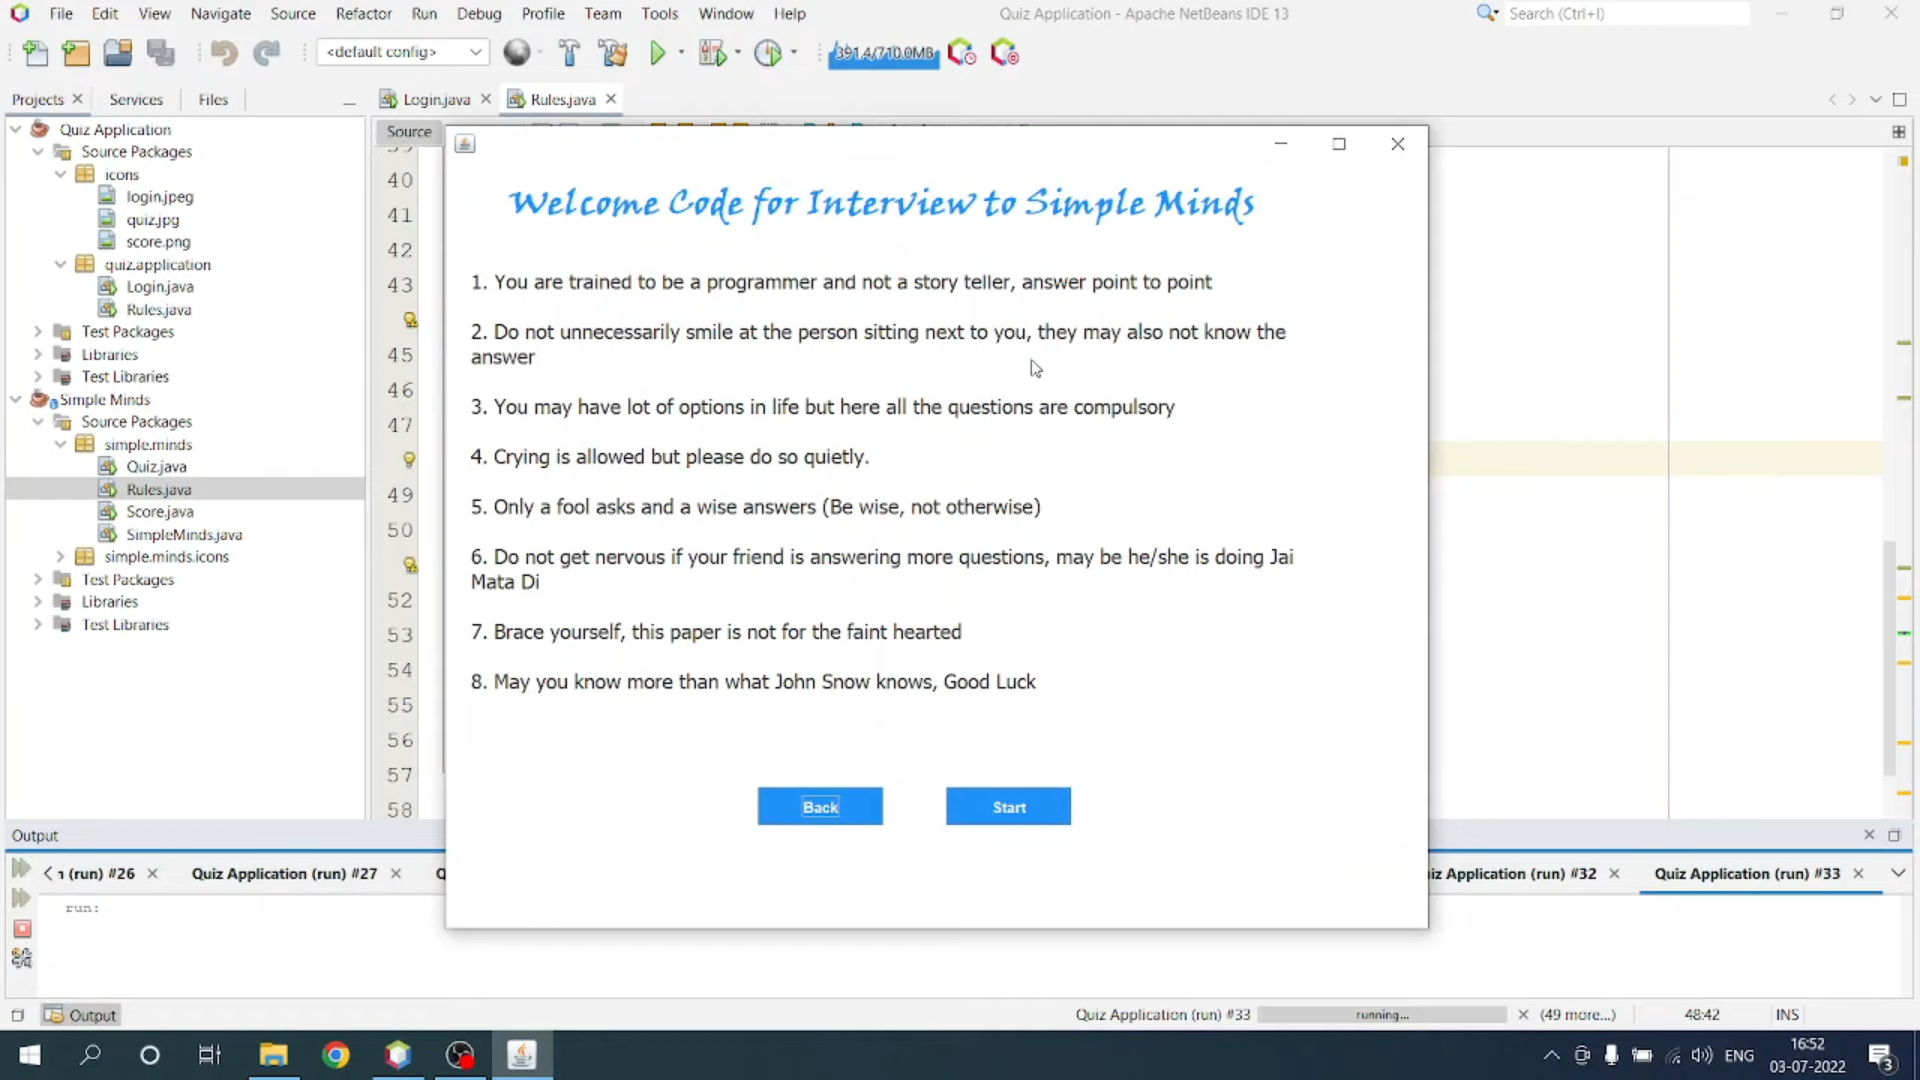 File Edit View Navigate Source Refactor Run Debug Profile Team Tools Window Help
Quiz Application - Apache NetBeans IDE 13
Search (Ctrl+I)
<default config>
391.4/710.0MB
Projects
Services
Files
Login.java
Rules.java
Source
Quiz Application
Source Packages
icons
login.jpeg
quiz.jpg
score.png
quiz.application
Login.java
Rules.java
Test Packages
Libraries
Test Libraries
Simple Minds
Source Packages
simple.minds
Quiz.java
Rules.java
Score.java
SimpleMinds.java
simple.minds.icons
Test Packages
Libraries
Test Libraries
39
40
41
42
43
45
46
47
49
50
52
53
54
55
56
57
58
Welcome Code for Interview to Simple Minds
1. You are trained to be a programmer and not a story teller, answer point to point
2. Do not unnecessarily smile at the person sitting next to you, they may also not know the
answer
3. You may have lot of options in life but here all the questions are compulsory
4. Crying is allowed but please do so quietly.
5. Only a fool asks and a wise answers (Be wise, not otherwise)
6. Do not get nervous if your friend is answering more questions, may be he/she is doing Jai
Mata Di
7. Brace yourself, this paper is not for the faint hearted
8. May you know more than what John Snow knows, Good Luck
Back
Start
Output
(run) #26
Quiz Application (run) #27
Application (run) #32
Quiz Application (run) #33
run:
Output
Quiz Application (run) #33
running...
(49 more...)
48:42
INS
ENG
16:52
03-07-2022
3